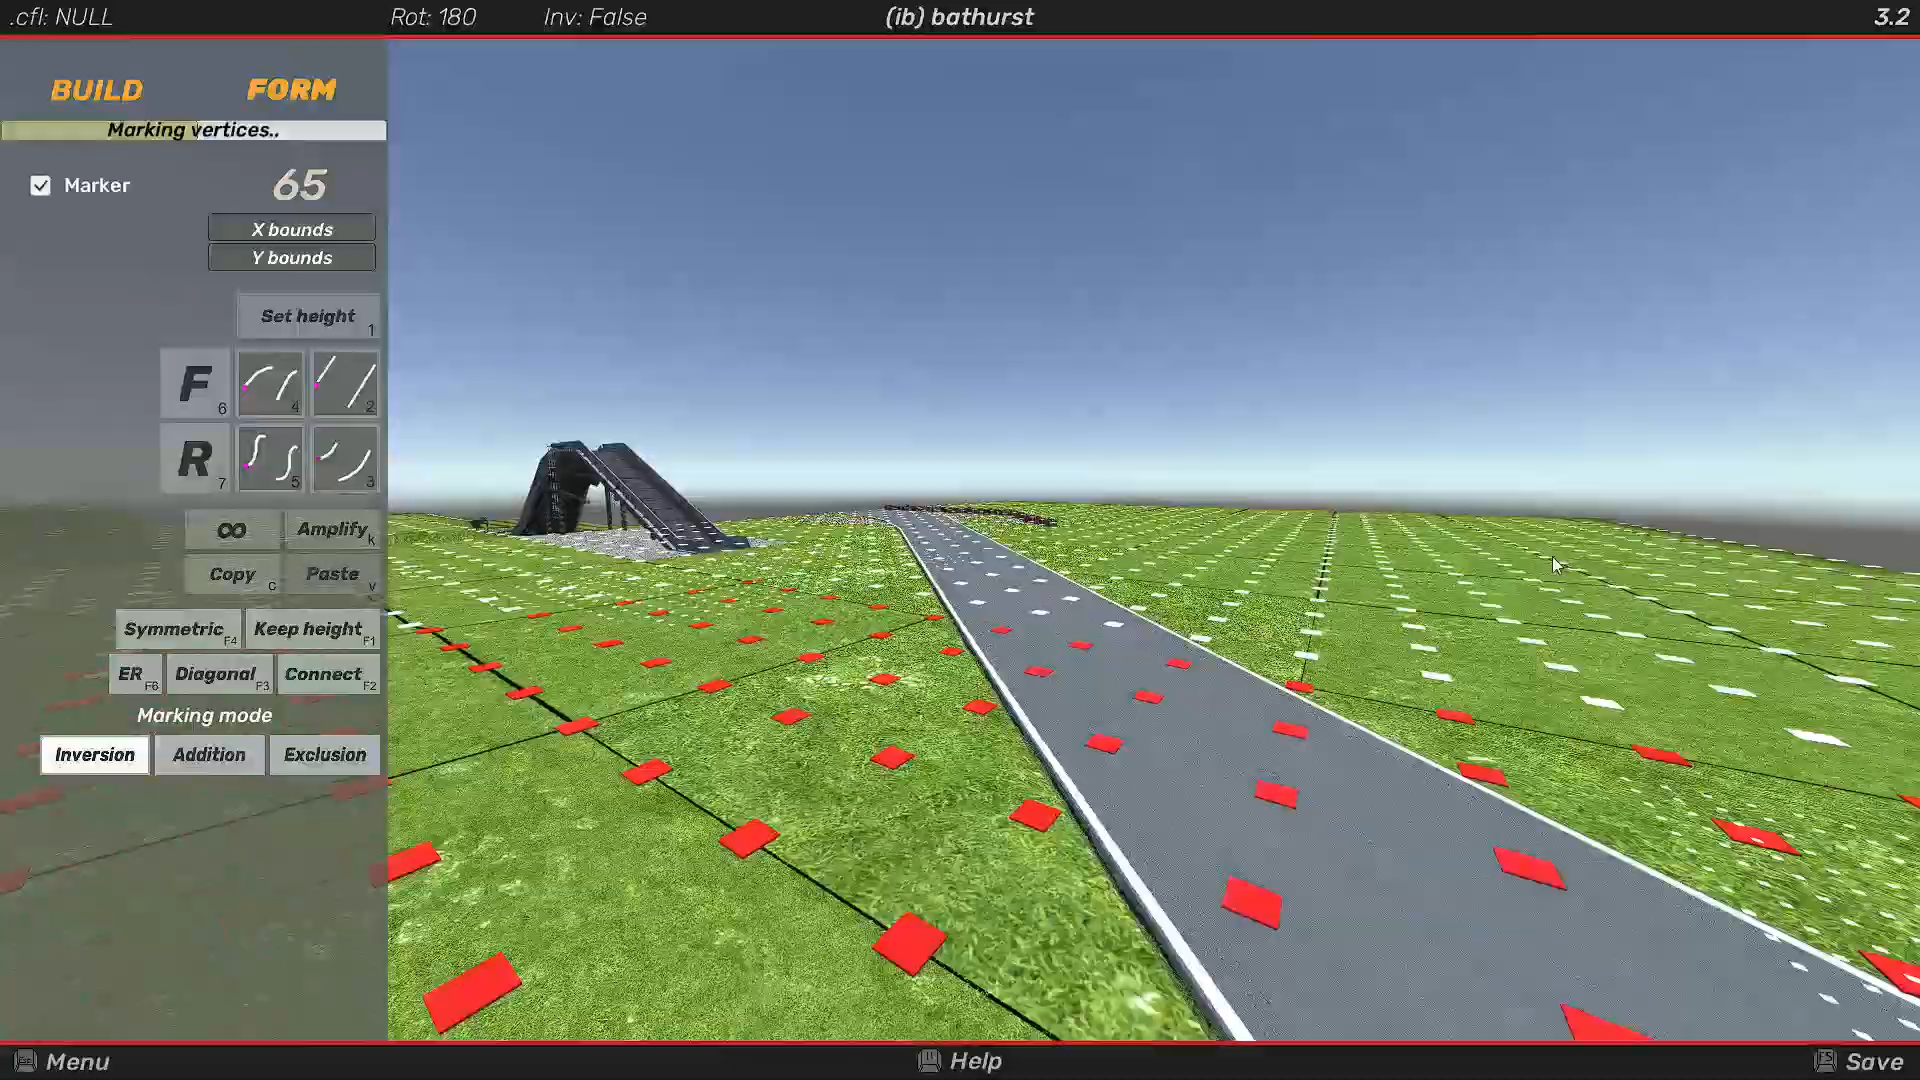 .cfl: NULL Rot: 180 Inv: False (ib) bathurst 3.2
BUILD FORM
Marking vertices..
Marker 65
X bounds
Y bounds
Set height 1
F 6 4 2
R 7 5 3
∞ Amplify k
Copy c Paste v
Symmetric F4 Keep height F1
ER F6 Diagonal F3 Connect F2
Marking mode
Inversion Addition Exclusion
Esc Menu H Help F5 Save